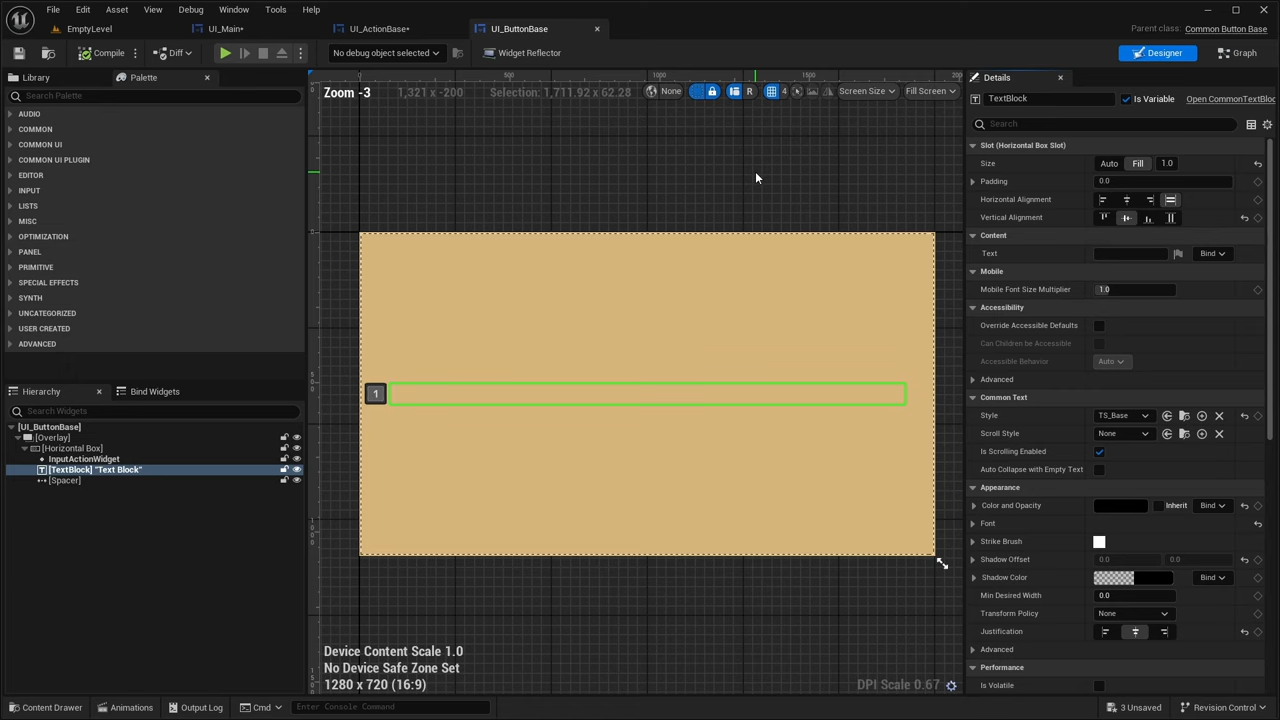 File Edit Asset View Debug Window Tools Help
EmptyLevel UI_Main* UI_ActionBase* UI_ButtonBase
Parent class: Common Button Base
Compile Diff No debug object selected Widget Reflector Designer Graph
Library Palette
Search Palette
AUDIO
COMMON
COMMON UI
COMMON UI PLUGIN
EDITOR
INPUT
LISTS
MISC
OPTIMIZATION
PANEL
PRIMITIVE
SPECIAL EFFECTS
SYNTH
UNCATEGORIZED
USER CREATED
ADVANCED
Hierarchy Bind Widgets
Search Widgets
[UI_ButtonBase]
[Overlay]
[Horizontal Box]
InputActionWidget
[TextBlock] "Text Block"
[Spacer]
0 500 1000 1500 200
Zoom -3 1,321 x -200 Selection: 1,711.92 x 62.28 None R 4 Screen Size Fill Screen
1
Device Content Scale 1.0
No Device Safe Zone Set
1280 x 720 (16:9)
DPI Scale 0.67
Details
TextBlock Is Variable Open CommonTextBloc
Search
Slot (Horizontal Box Slot)
Size Auto Fill 1.0
Padding 0.0
Horizontal Alignment
Vertical Alignment
Content
Text Bind
Mobile
Mobile Font Size Multiplier 1.0
Accessibility
Override Accessible Defaults
Can Children be Accessible
Accessible Behavior Auto
Advanced
Common Text
Style TS_Base
Scroll Style None
Is Scrolling Enabled
Auto Collapse with Empty Text
Appearance
Color and Opacity Inherit Bind
Font
Strike Brush
Shadow Offset 0.0 0.0
Shadow Color Bind
Min Desired Width 0.0
Transform Policy None
Justification
Advanced
Performance
Is Volatile
Content Drawer Animations Output Log Cmd Enter Console Command 3 Unsaved Revision Control